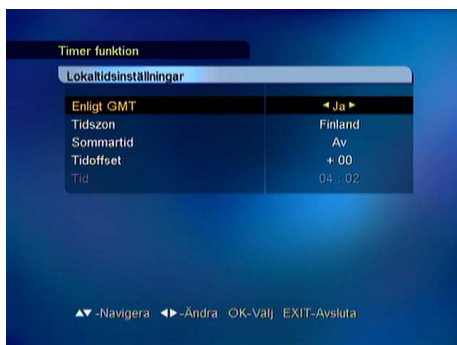 Timer funktion
Lokaltidsinställningar
Enligt GMT ◄ Ja ►
Tidszon Finland
Sommartid Av
Tidoffset + 00
Tid 04 : 02
▲▼ -Navigera ◄► -Ändra OK-Välj EXIT-Avsluta